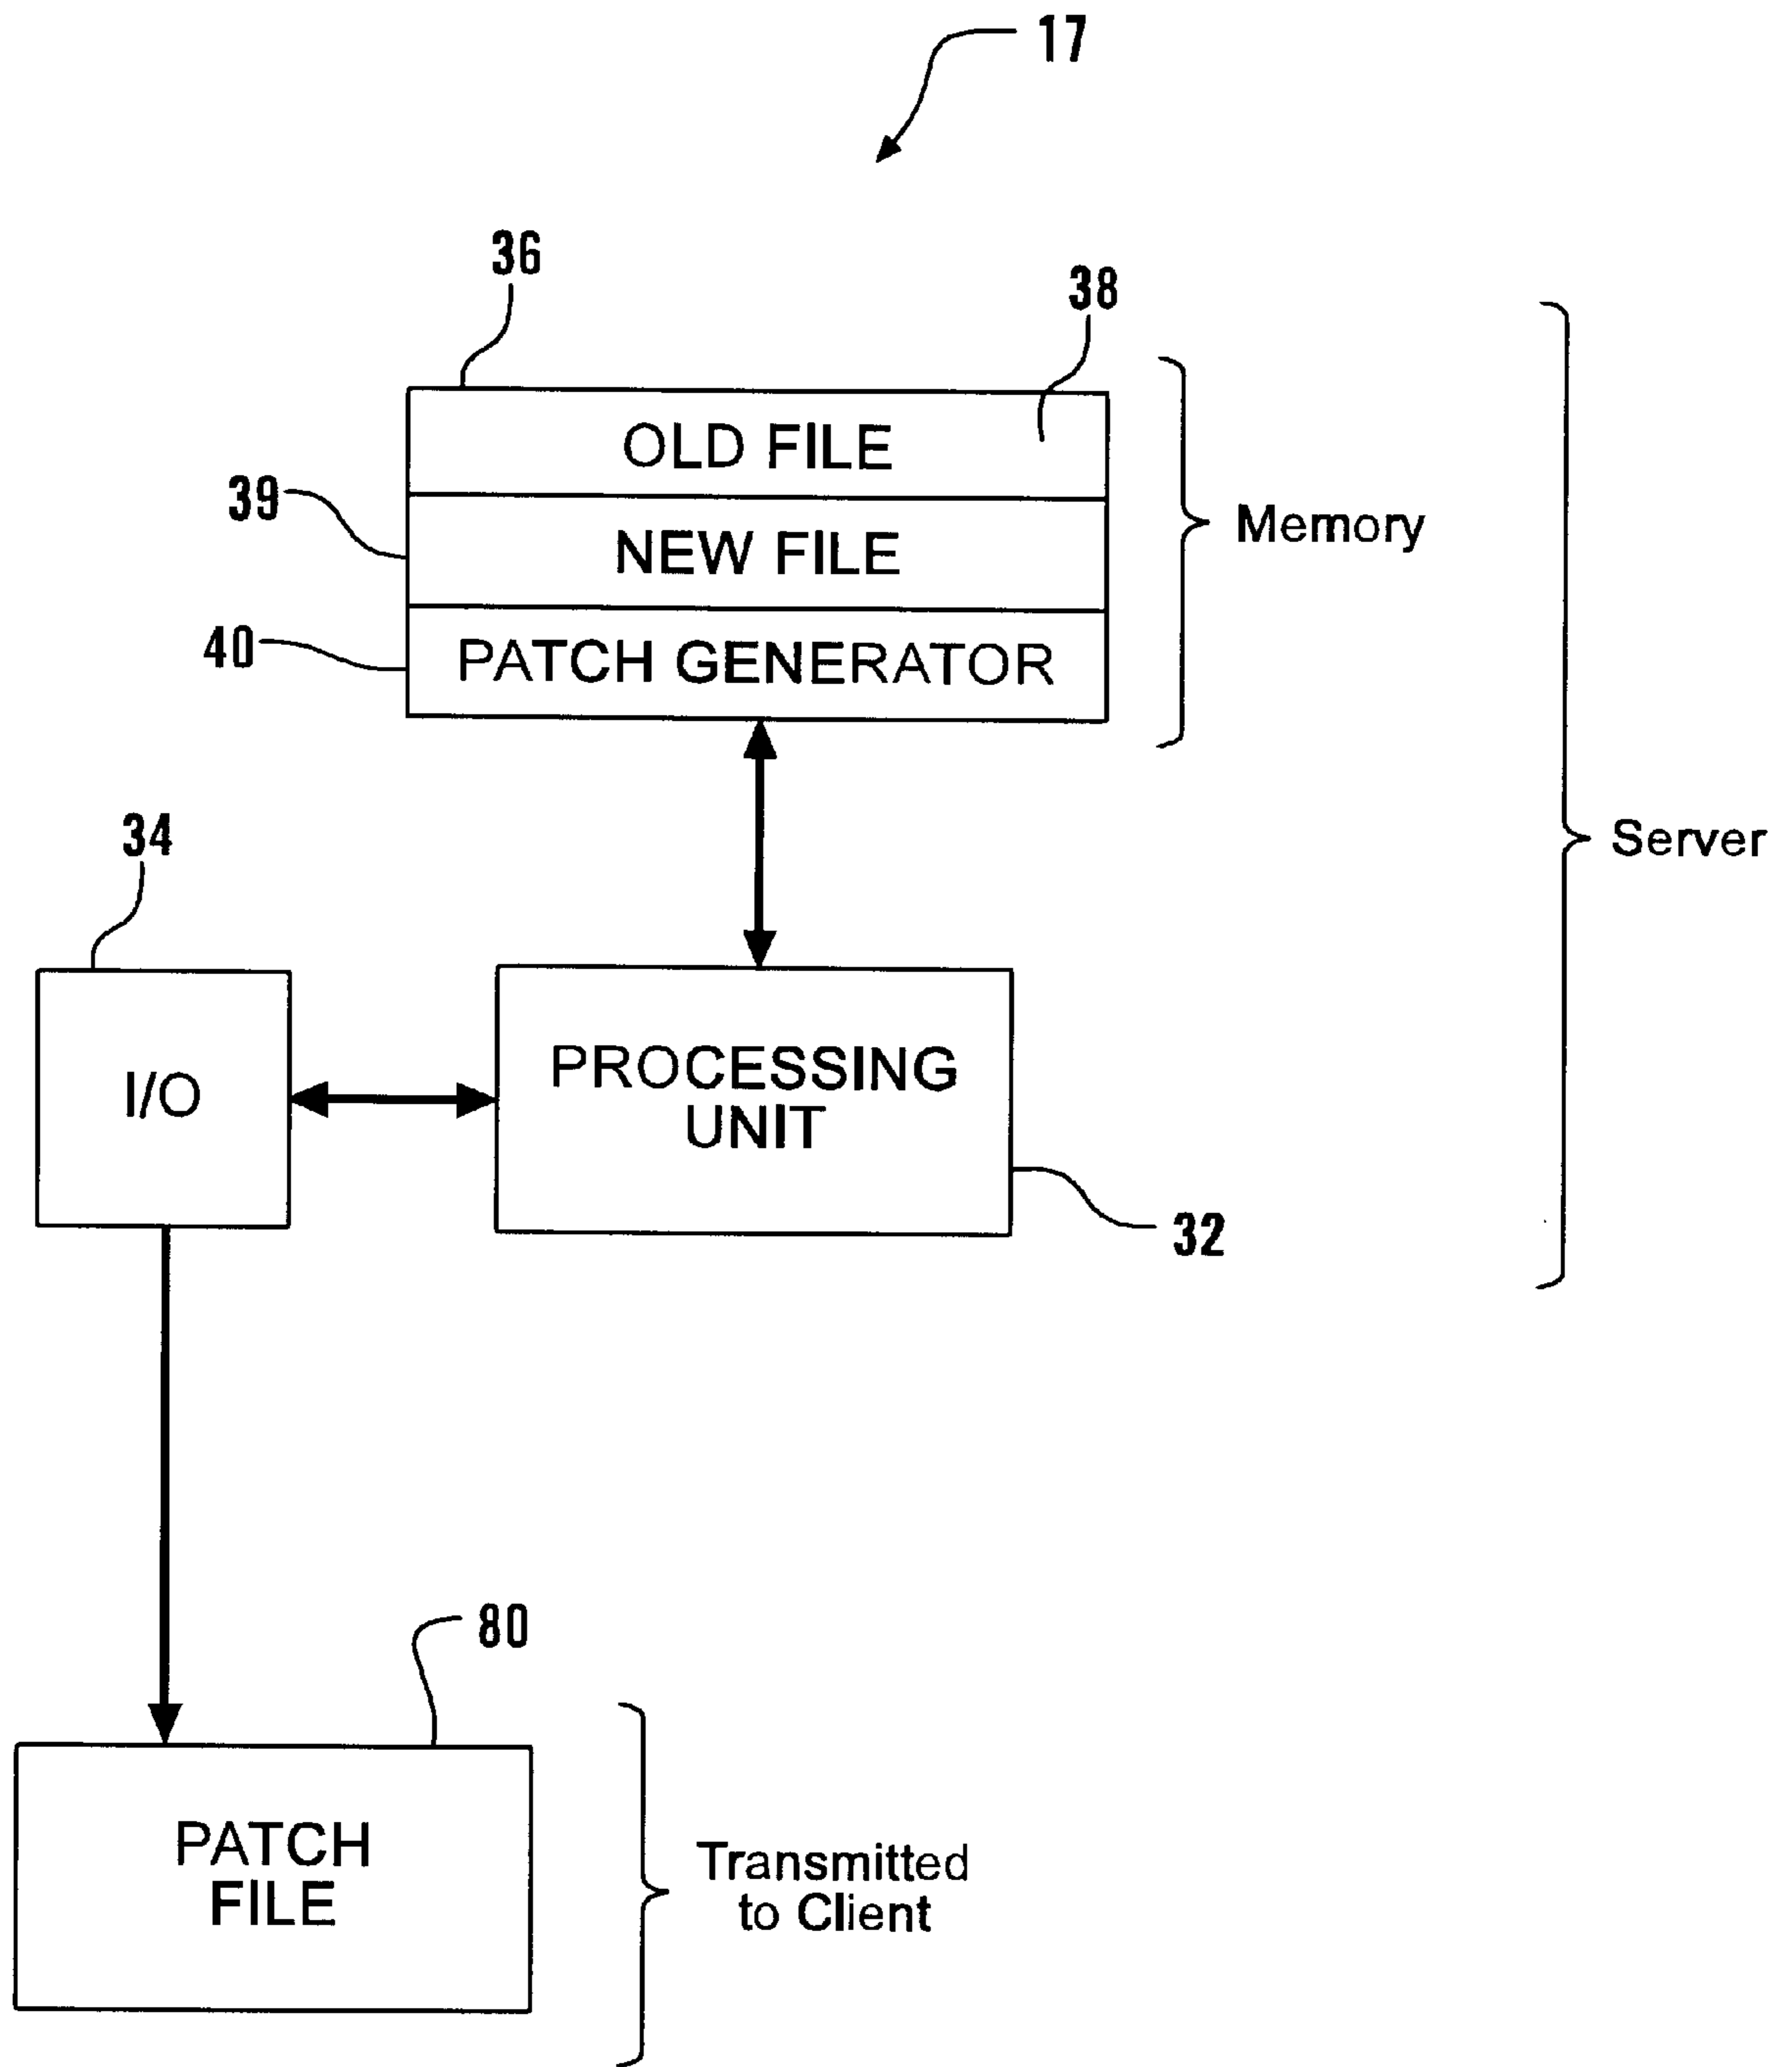 17
36
38
OLD FILE
39
NEW FILE
Memory
40
PATCH GENERATOR
34
Server
I/O
PROCESSING
UNIT
32
80
PATCH
FILE
Transmitted
to Client